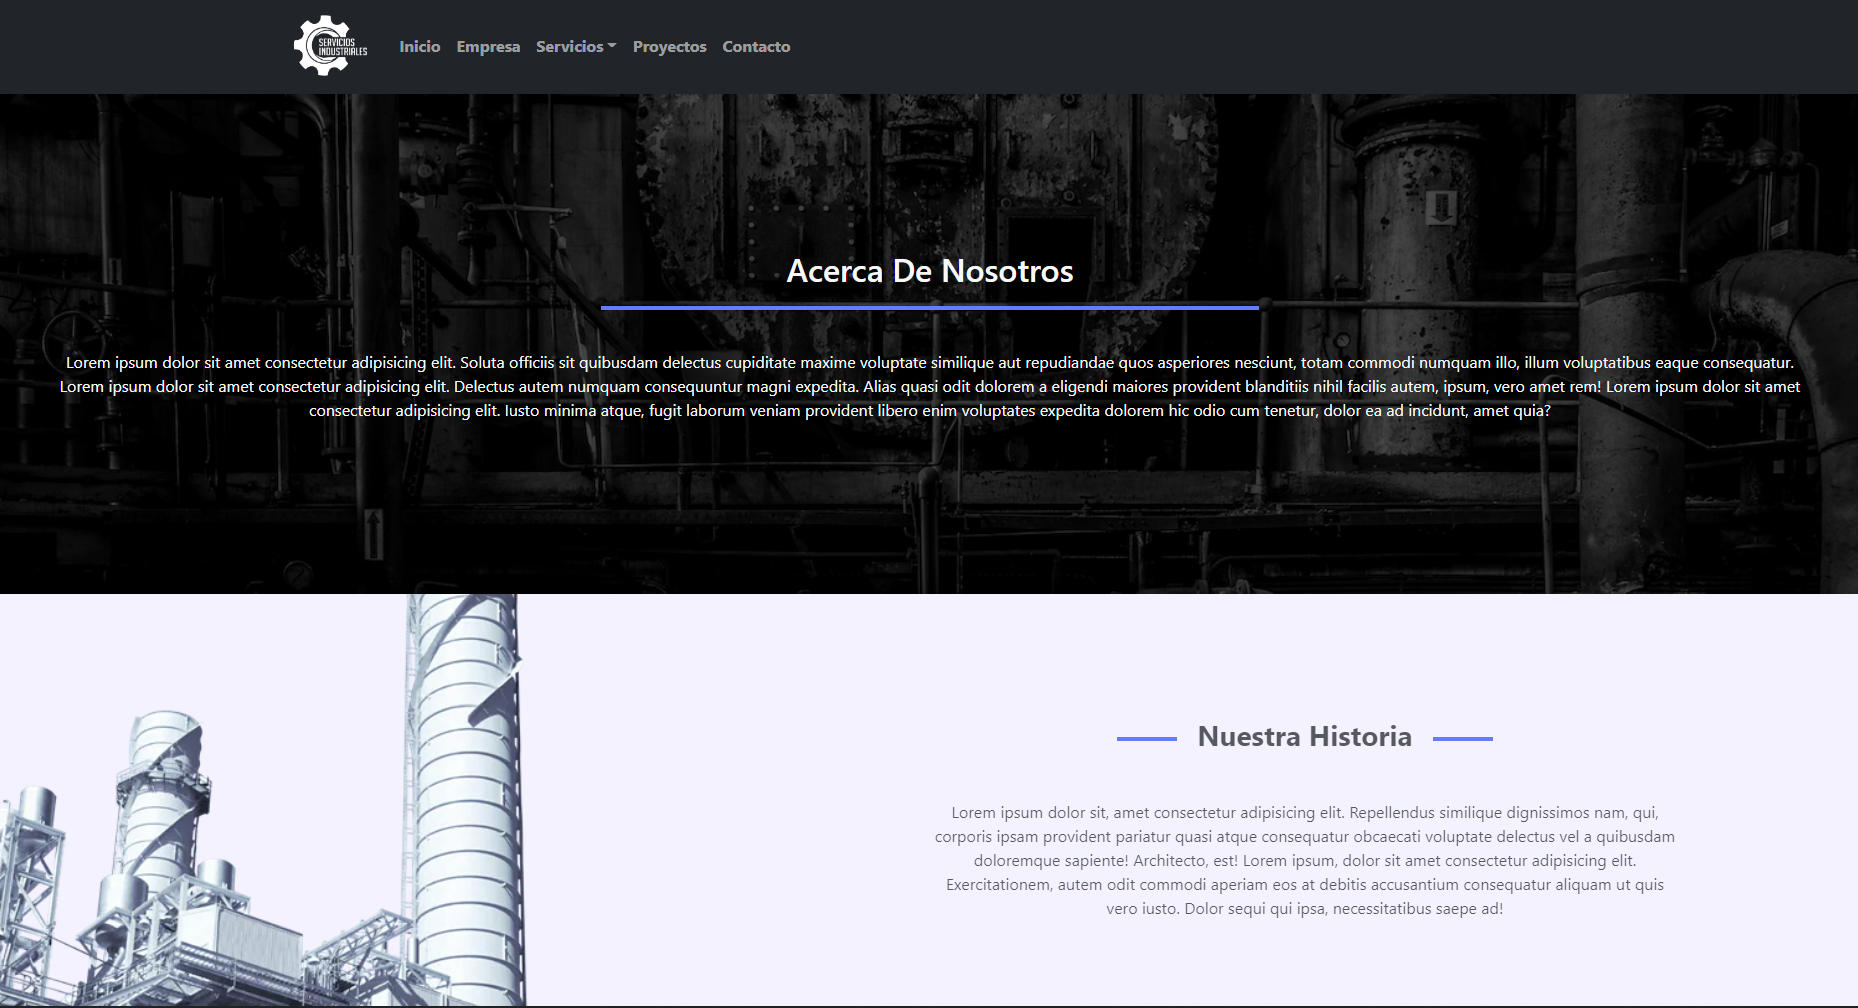 SERVICIOS
INDUSTRIALES
Inicio Empresa Servicios Proyectos Contacto
Acerca De Nosotros
Lorem ipsum dolor sit amet consectetur adipisicing elit. Soluta officiis sit quibusdam delectus cupiditate maxime voluptate similique aut repudiandae quos asperiores nesciunt, totam commodi numquam illo, illum voluptatibus eaque consequatur.
Lorem ipsum dolor sit amet consectetur adipisicing elit. Delectus autem numquam consequuntur magni expedita. Alias quasi odit dolorem a eligendi maiores provident blanditiis nihil facilis autem, ipsum, vero amet rem! Lorem ipsum dolor sit amet
consectetur adipisicing elit. Iusto minima atque, fugit laborum veniam provident libero enim voluptates expedita dolorem hic odio cum tenetur, dolor ea ad incidunt, amet quia?
Nuestra Historia
Lorem ipsum dolor sit, amet consectetur adipisicing elit. Repellendus similique dignissimos nam, qui,
corporis ipsam provident pariatur quasi atque consequatur obcaecati voluptate delectus vel a quibusdam
doloremque sapiente! Architecto, est! Lorem ipsum, dolor sit amet consectetur adipisicing elit.
Exercitationem, autem odit commodi aperiam eos at debitis accusantium consequatur aliquam ut quis
vero iusto. Dolor sequi qui ipsa, necessitatibus saepe ad!